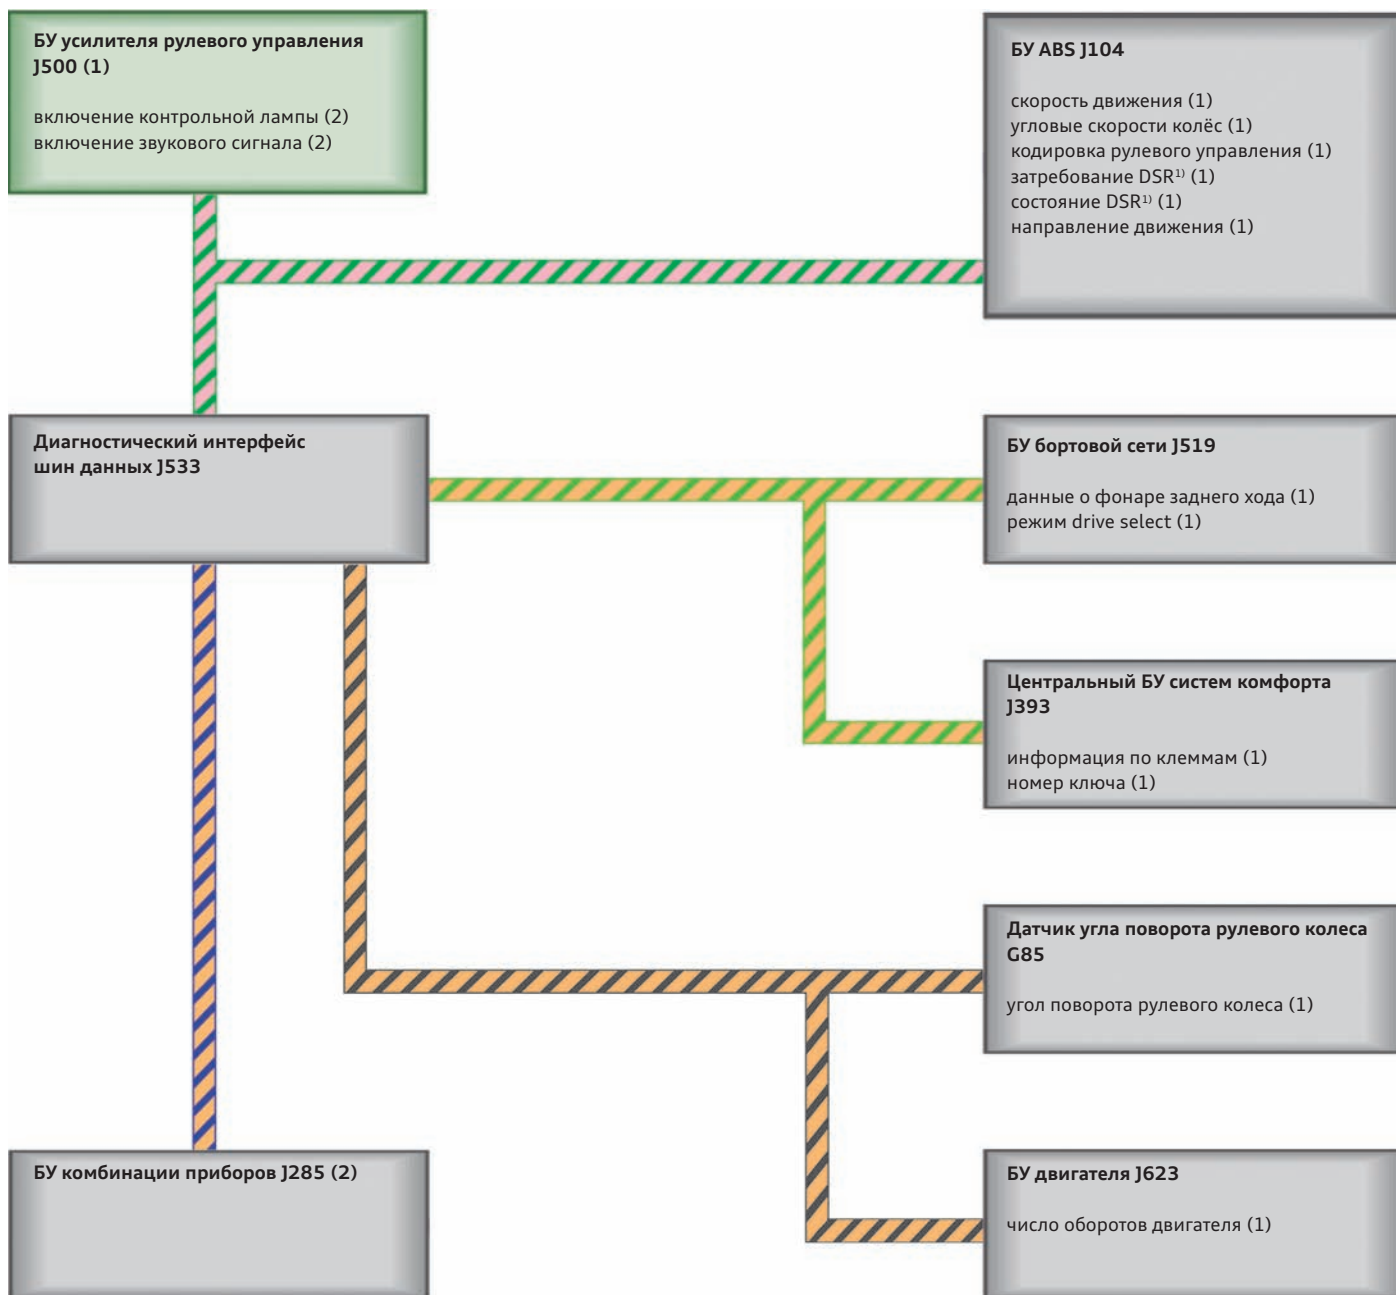 БУ усилителя рулевого управления
J500 (1)
включение контрольной лампы (2)
включение звукового сигнала (2)
БУ ABS J104
скорость движения (1)
угловые скорости колёс (1)
кодировка рулевого управления (1)
затребование DSR¹⁾ (1)
состояние DSR¹⁾ (1)
направление движения (1)
Диагностический интерфейс
шин данных J533
БУ бортовой сети J519
данные о фонаре заднего хода (1)
режим drive select (1)
Центральный БУ систем комфорта
J393
информация по клеммам (1)
номер ключа (1)
Датчик угла поворота рулевого колеса
G85
угол поворота рулевого колеса (1)
БУ комбинации приборов J285 (2)
БУ двигателя J623
число оборотов двигателя (1)